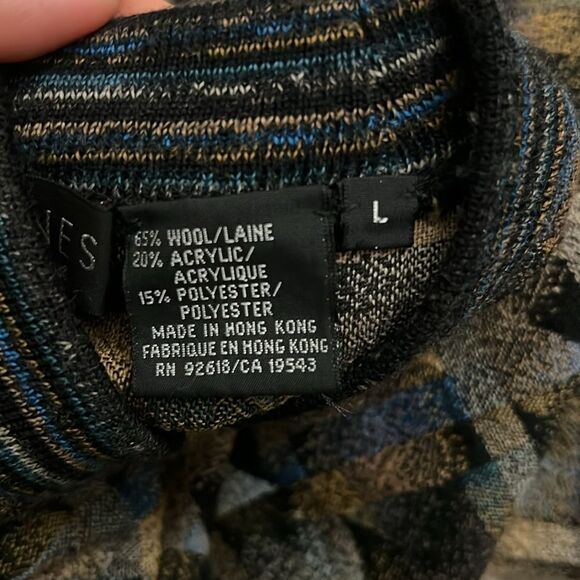 65% WOOL/LAINE
20% ACRYLIC/
ACRYLIQUE
15% POLYESTER/
POLYESTER
MADE IN HONG KONG
FABRIQUE EN HONG KONG
RN 92618/CA 19543
L